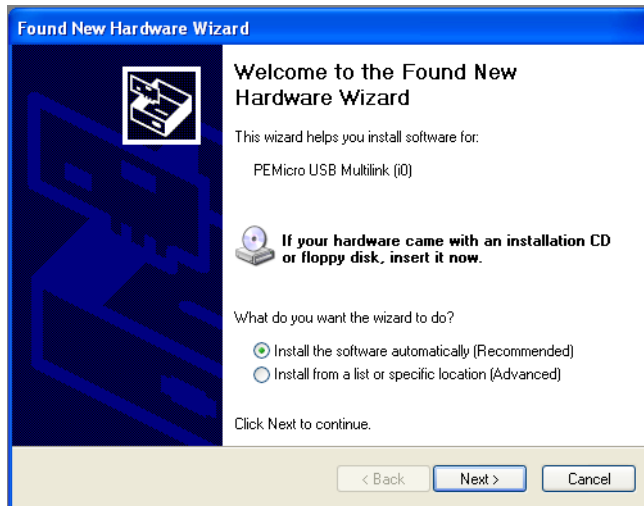 Found New Hardware Wizard
Welcome to the Found New
Hardware Wizard
This wizard helps you install software for:
PEMicro USB Multilink (i0)
If your hardware came with an installation CD
or floppy disk, insert it now.
What do you want the wizard to do?
Install the software automatically (Recommended)
Install from a list or specific location (Advanced)
Click Next to continue.
< Back Next > Cancel